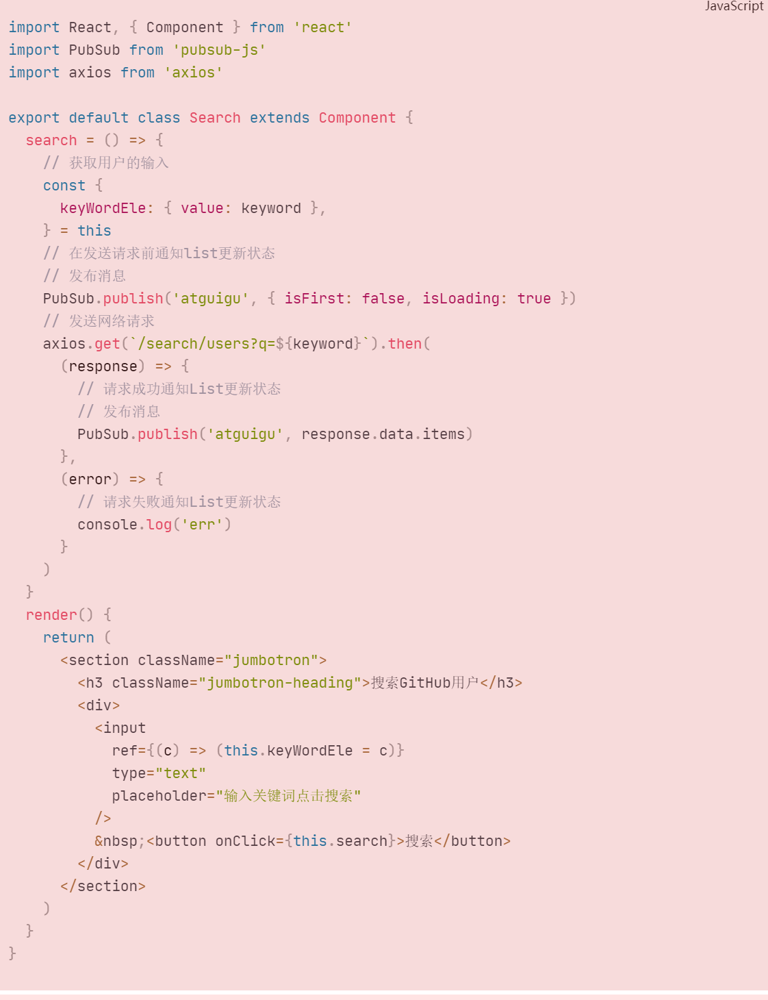 JavaScript
import React, { Component } from 'react'
import PubSub from 'pubsub-js'
import axios from 'axios'

export default class Search extends Component {
  search = () => {
    // 获取用户的输入
    const {
      keyWordEle: { value: keyword },
    } = this
    // 在发送请求前通知list更新状态
    // 发布消息
    PubSub.publish('atguigu', { isFirst: false, isLoading: true })
    // 发送网络请求
    axios.get(`/search/users?q=${keyword}`).then(
      (response) => {
        // 请求成功通知List更新状态
        // 发布消息
        PubSub.publish('atguigu', response.data.items)
      },
      (error) => {
        // 请求失败通知List更新状态
        console.log('err')
      }
    )
  }
  render() {
    return (
      <section className="jumbotron">
        <h3 className="jumbotron-heading">搜索GitHub用户</h3>
        <div>
          <input
            ref={(c) => (this.keyWordEle = c)}
            type="text"
            placeholder="输入关键词点击搜索"
          />
          &nbsp;<button onClick={this.search}>搜索</button>
        </div>
      </section>
    )
  }
}